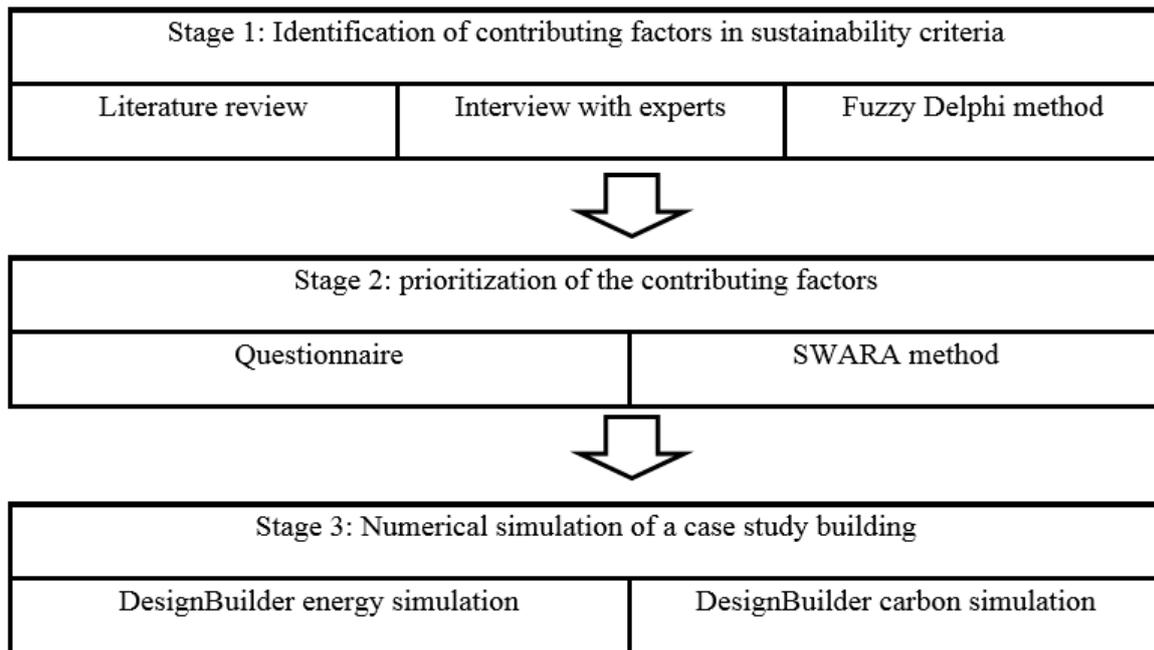 Stage 1: Identification of contributing factors in sustainability criteria
Literature review
Interview with experts
Fuzzy Delphi method
Stage 2: prioritization of the contributing factors
Questionnaire
SWARA method
Stage 3: Numerical simulation of a case study building
DesignBuilder energy simulation
DesignBuilder carbon simulation